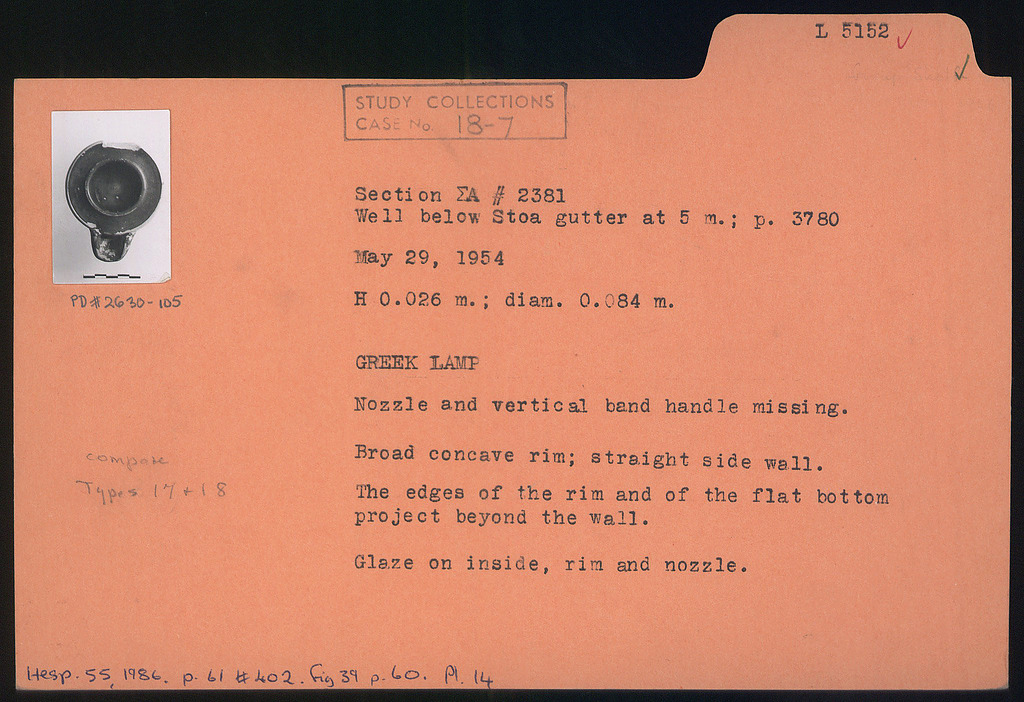 L 5152
STUDY COLLECTIONS
CASE No. 18-7
Section ΣA # 2381
Well below Stoa gutter at 5 m.; p. 3780
May 29, 1954
H 0.026 m.; diam. 0.084 m.
PD#2630-105
GREEK LAMP
Nozzle and vertical band handle missing.
Broad concave rim; straight side wall.
compare
Types 17 + 18
The edges of the rim and of the flat bottom
project beyond the wall.
Glaze on inside, rim and nozzle.
Hesp. 55, 1986. p. 61 #402. fig 39 p. 60. Pl. 14